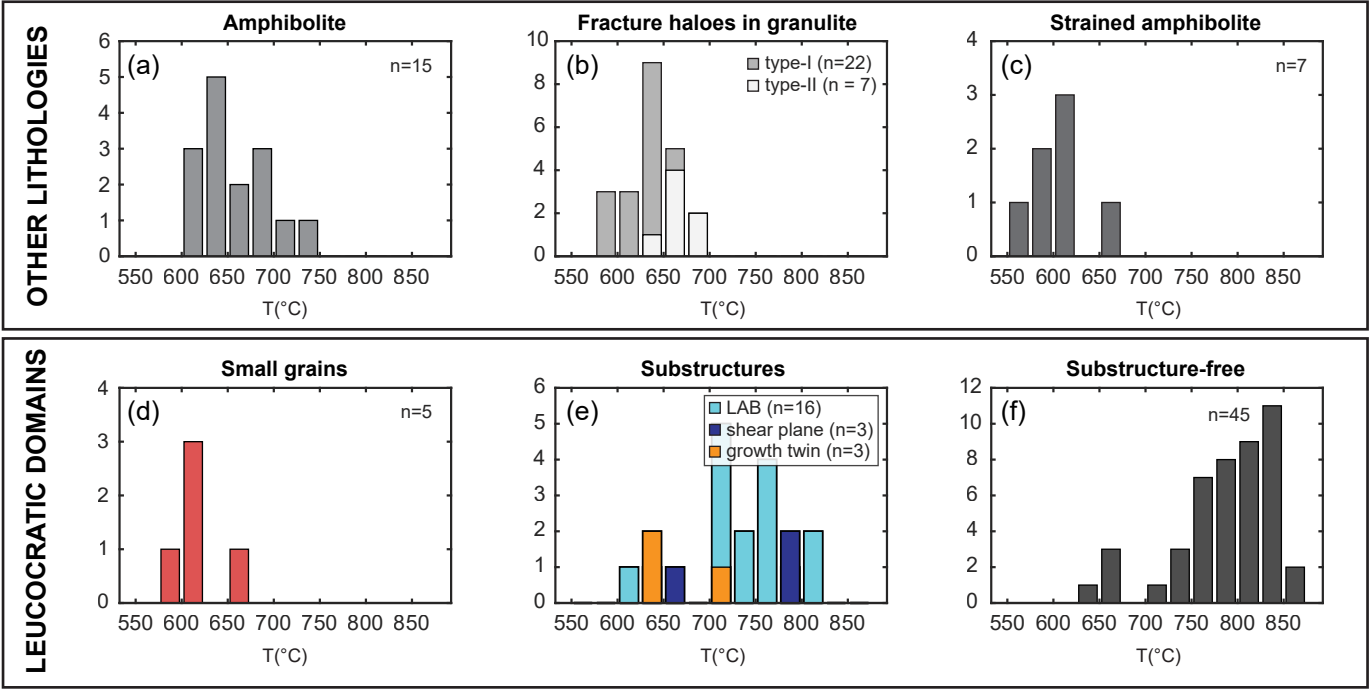 OTHER LITHOLOGIES
Amphibolite
(a)
n=15
6
5
4
3
2
1
0
550 600 650 700 750 800 850
T(°C)
Fracture haloes in granulite
(b)
type-I (n=22)
type-II (n = 7)
10
8
6
4
2
0
550 600 650 700 750 800 850
T(°C)
Strained amphibolite
(c)
n=7
4
3
2
1
0
550 600 650 700 750 800 850
T(°C)
LEUCOCRATIC DOMAINS
Small grains
(d)
n=5
4
3
2
1
0
550 600 650 700 750 800 850
T(°C)
Substructures
(e)
LAB (n=16)
shear plane (n=3)
growth twin (n=3)
6
5
4
3
2
1
0
550 600 650 700 750 800 850
T(°C)
Substructure-free
(f)
n=45
12
10
8
6
4
2
0
550 600 650 700 750 800 850
T(°C)